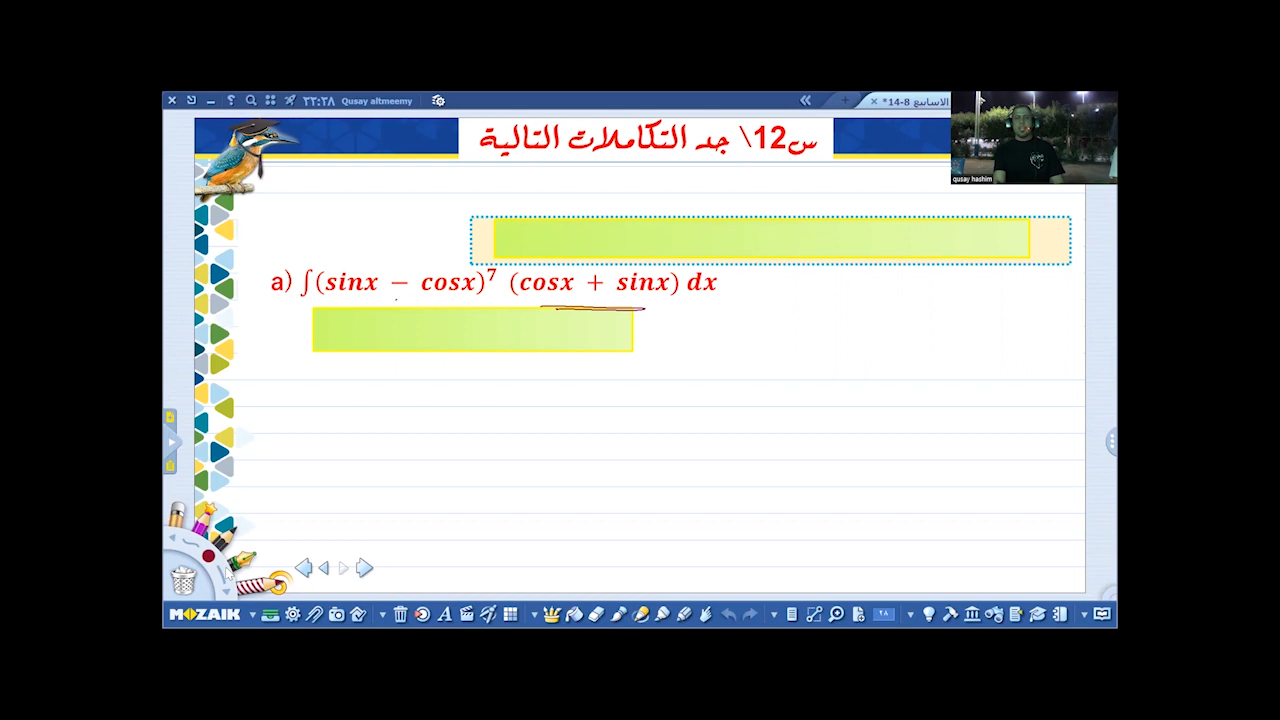 ٢٢:٢٨ Qusay altmeemy
الاسابيع 8-14*
qusay hashim
س12\ جد التكاملات التالية
a) ∫(sinx − cosx)⁷ (cosx + sinx) dx
MOZAIK
A
٢٨